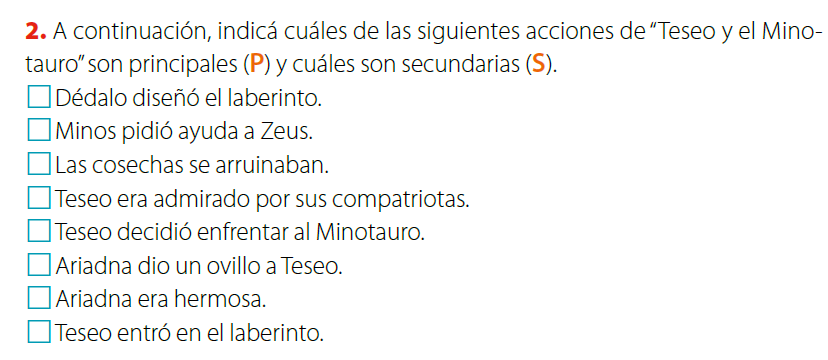 2. A continuación, indicá cuáles de las siguientes acciones de “Teseo y el Mino-
tauro” son principales (P) y cuáles son secundarias (S).
Dédalo diseñó el laberinto.
Minos pidió ayuda a Zeus.
Las cosechas se arruinaban.
Teseo era admirado por sus compatriotas.
Teseo decidió enfrentar al Minotauro.
Ariadna dio un ovillo a Teseo.
Ariadna era hermosa.
Teseo entró en el laberinto.